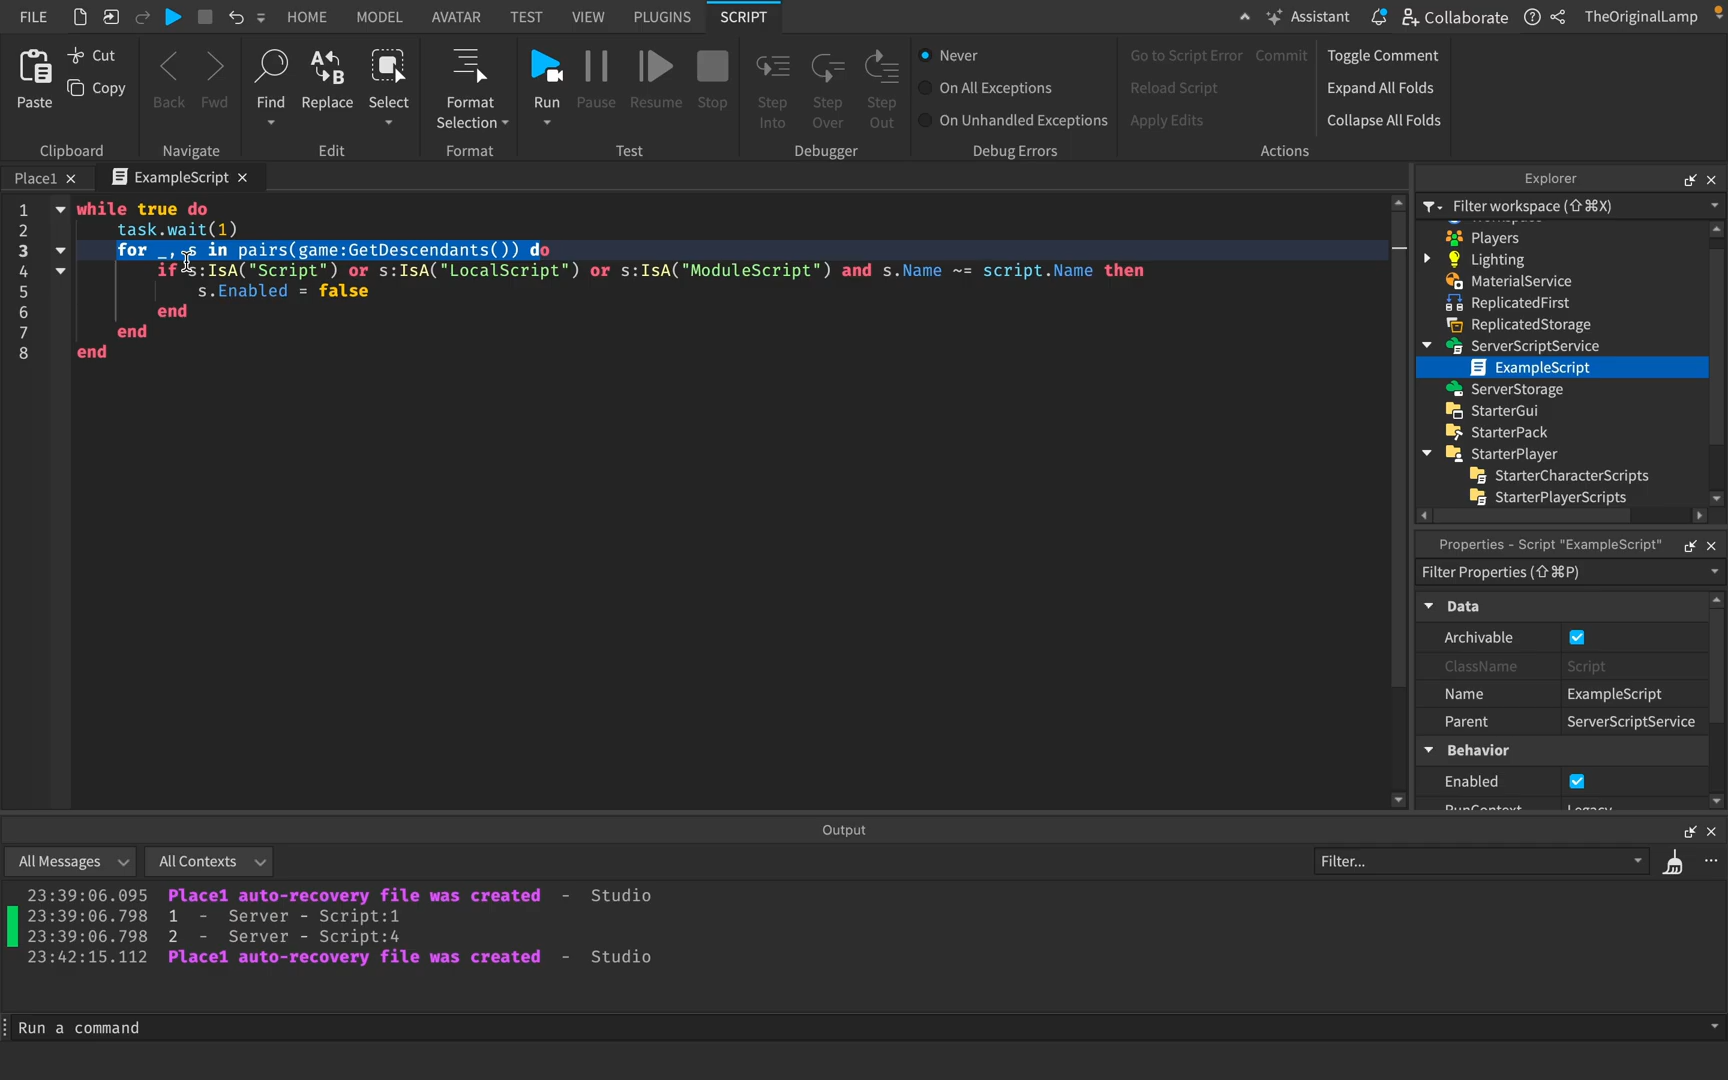 FILE HOME MODEL AVATAR TEST VIEW PLUGINS SCRIPT Assistant Collaborate TheOriginalLamp
Paste Cut Copy
Clipboard
Back Fwd
Navigate
Find Replace Select
Edit
Format
Selection
Format
Run Pause Resume Stop
Test
Step
Into
Step
Over
Step
Out
Debugger
Never
On All Exceptions
On Unhandled Exceptions
Debug Errors
Go to Script Error Commit
Reload Script
Apply Edits
Toggle Comment
Expand All Folds
Collapse All Folds
Actions
Place1 ExampleScript
1 while true do
2 task.wait(1)
3 for _, s in pairs(game:GetDescendants()) do
4 if s:IsA("Script") or s:IsA("LocalScript") or s:IsA("ModuleScript") and s.Name ~= script.Name then
5 s.Enabled = false
6 end
7 end
8 end
Explorer
Filter workspace (⇧⌘X)
Players
Lighting
MaterialService
ReplicatedFirst
ReplicatedStorage
ServerScriptService
ExampleScript
ServerStorage
StarterGui
StarterPack
StarterPlayer
StarterCharacterScripts
StarterPlayerScripts
Properties - Script "ExampleScript"
Filter Properties (⇧⌘P)
Data
Archivable
ClassName Script
Name ExampleScript
Parent ServerScriptService
Behavior
Enabled
Output
All Messages All Contexts Filter...
23:39:06.095 Place1 auto-recovery file was created - Studio
23:39:06.798 1 - Server - Script:1
23:39:06.798 2 - Server - Script:4
23:42:15.112 Place1 auto-recovery file was created - Studio
Run a command